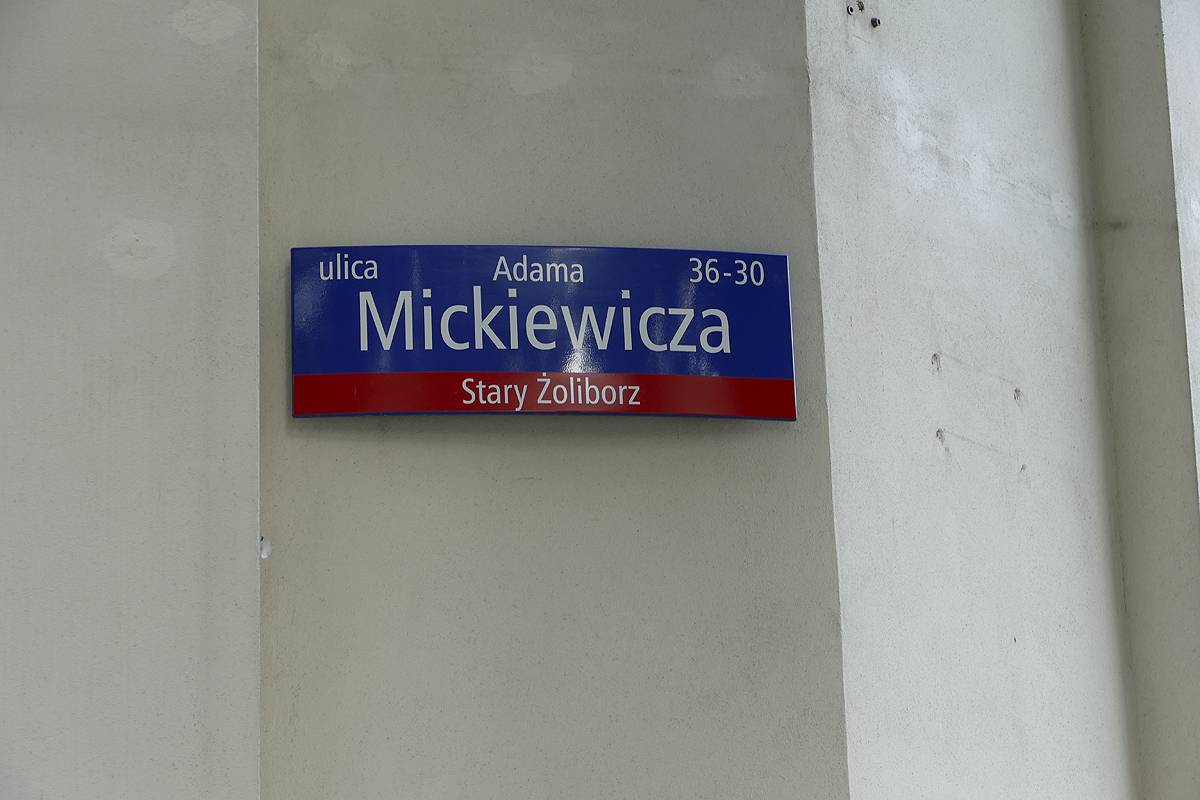 ulica Adama 36-30
Mickiewicza
Stary Żoliborz